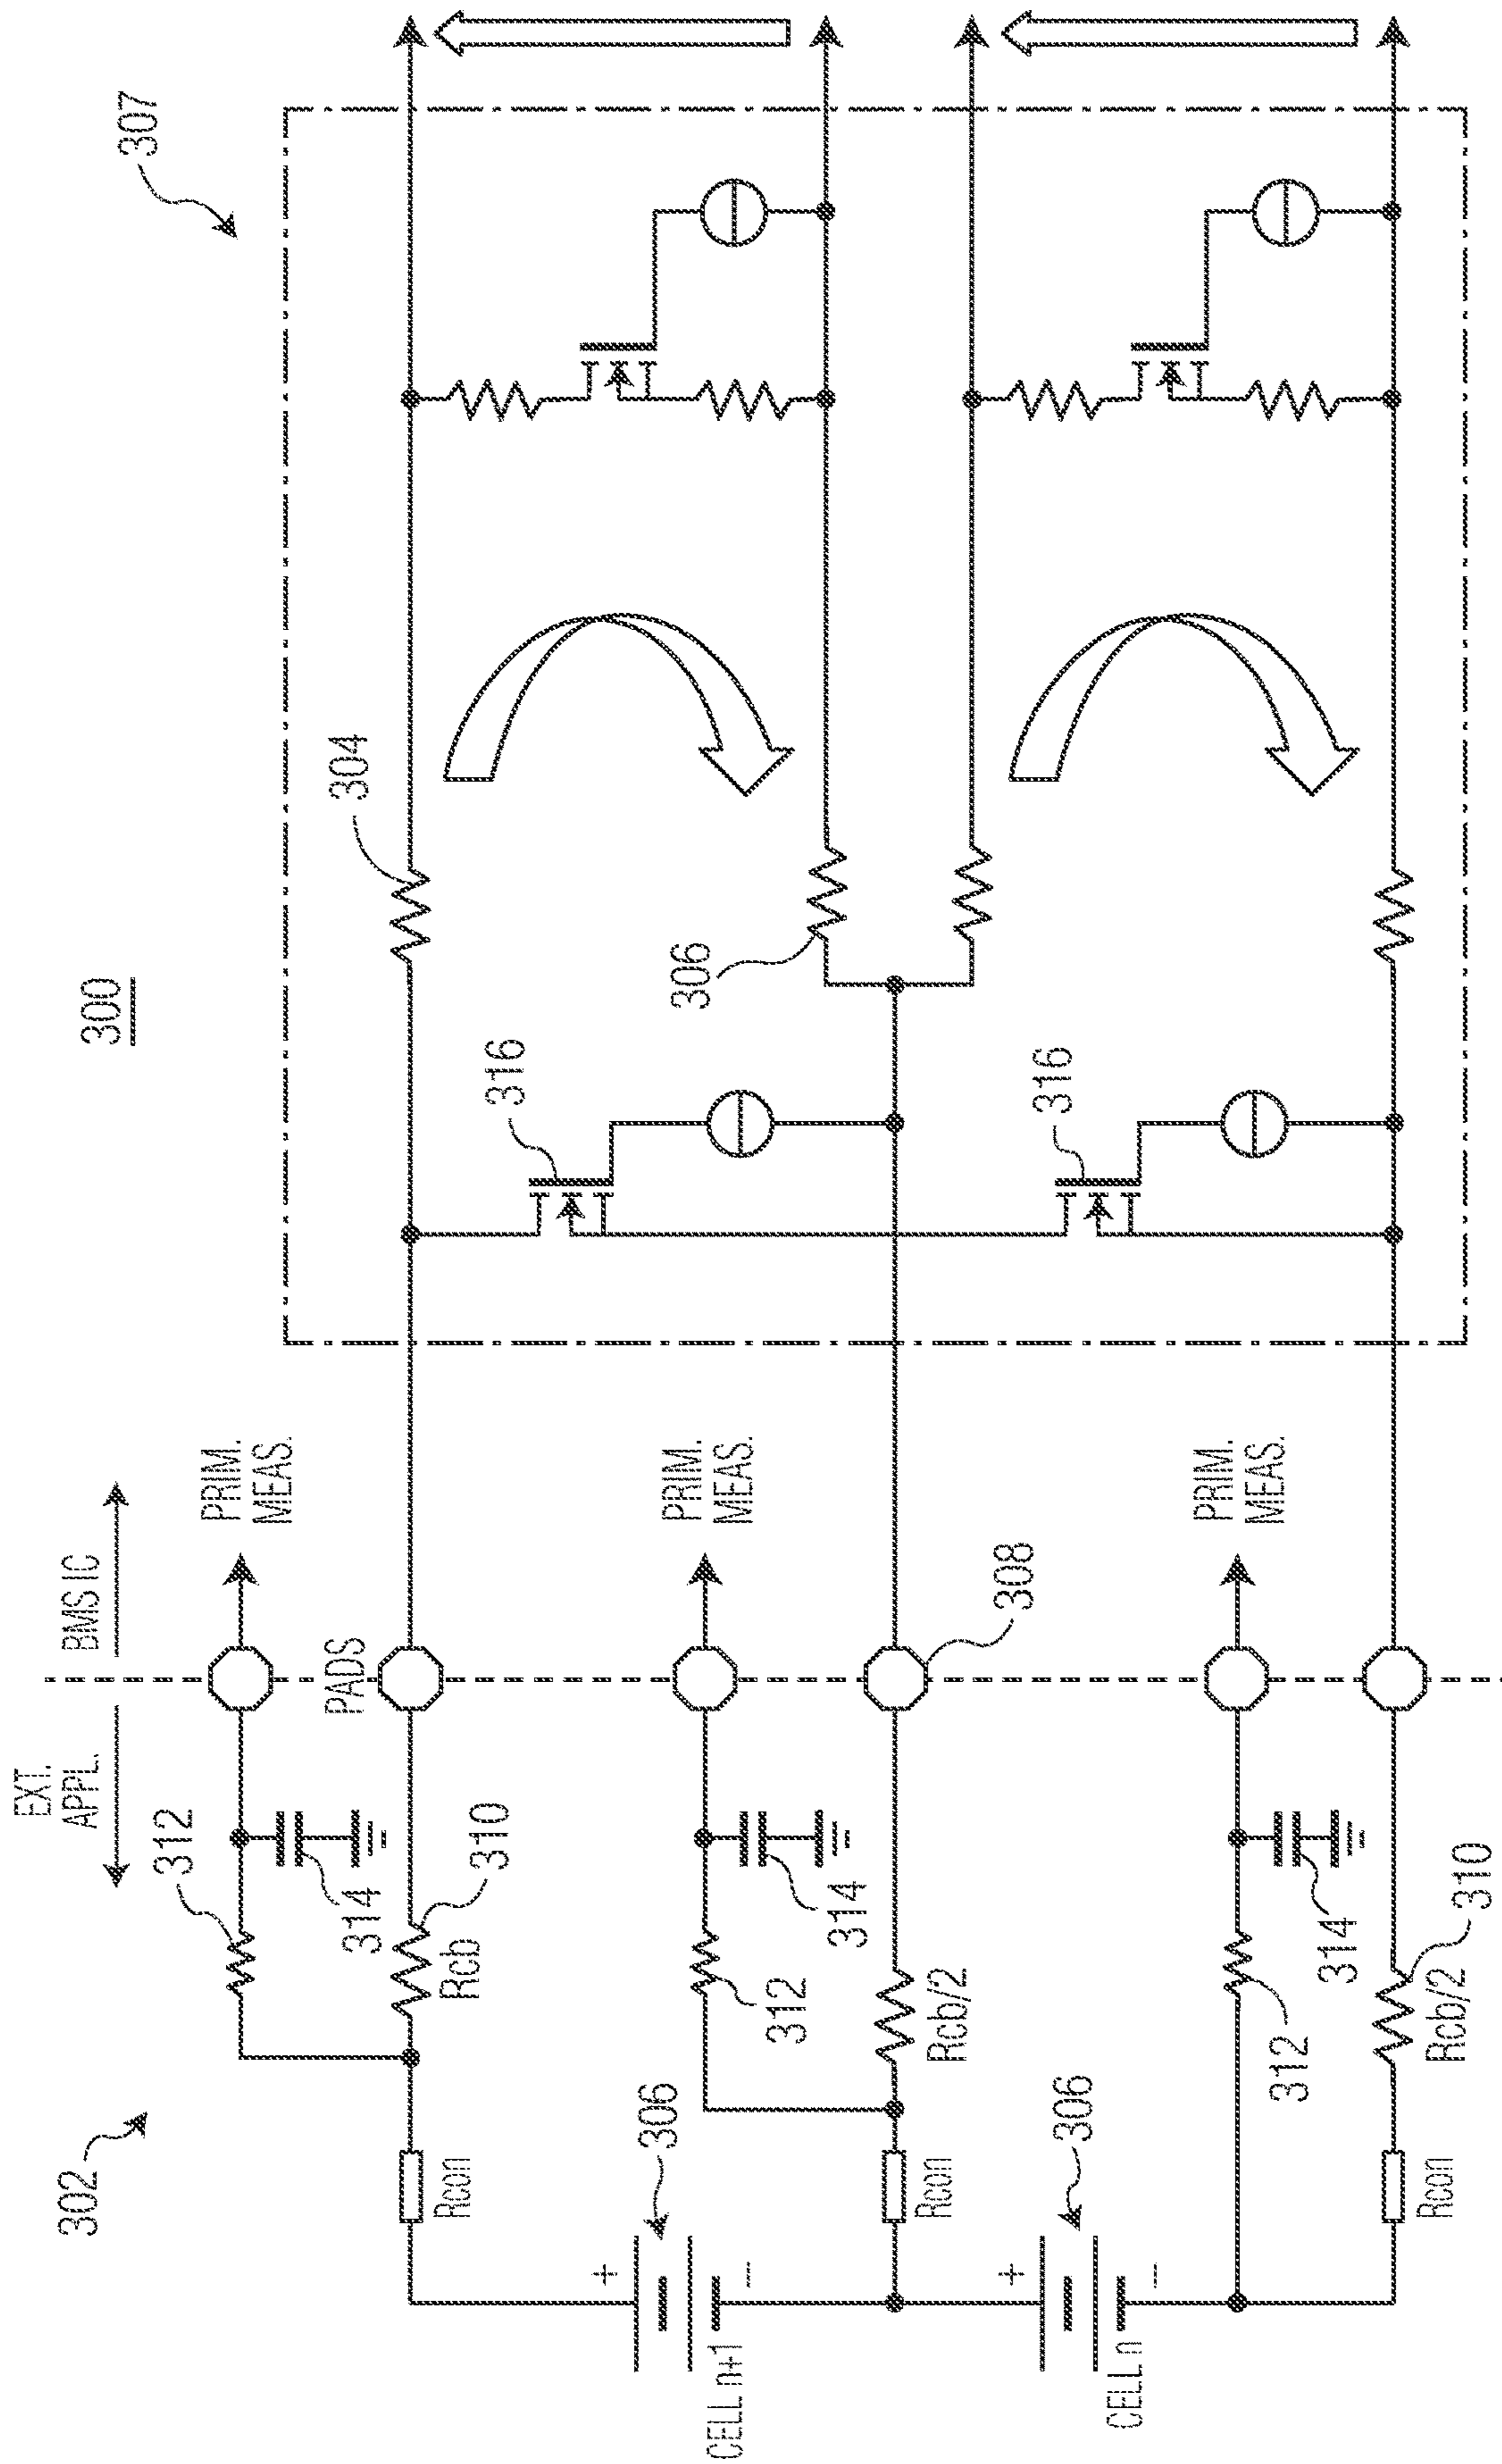 300
307
302
EXT.
APPL.
BMS IC
312
PRIM.
MEAS.
314
PADS
310
Rcb
Rcon
304
316
306
306
+
−
CELL n+1
PRIM.
MEAS.
314
312
308
Rcb/2
Rcon
306
+
−
CELL n
316
PRIM.
MEAS.
314
312
310
Rcb/2
Rcon